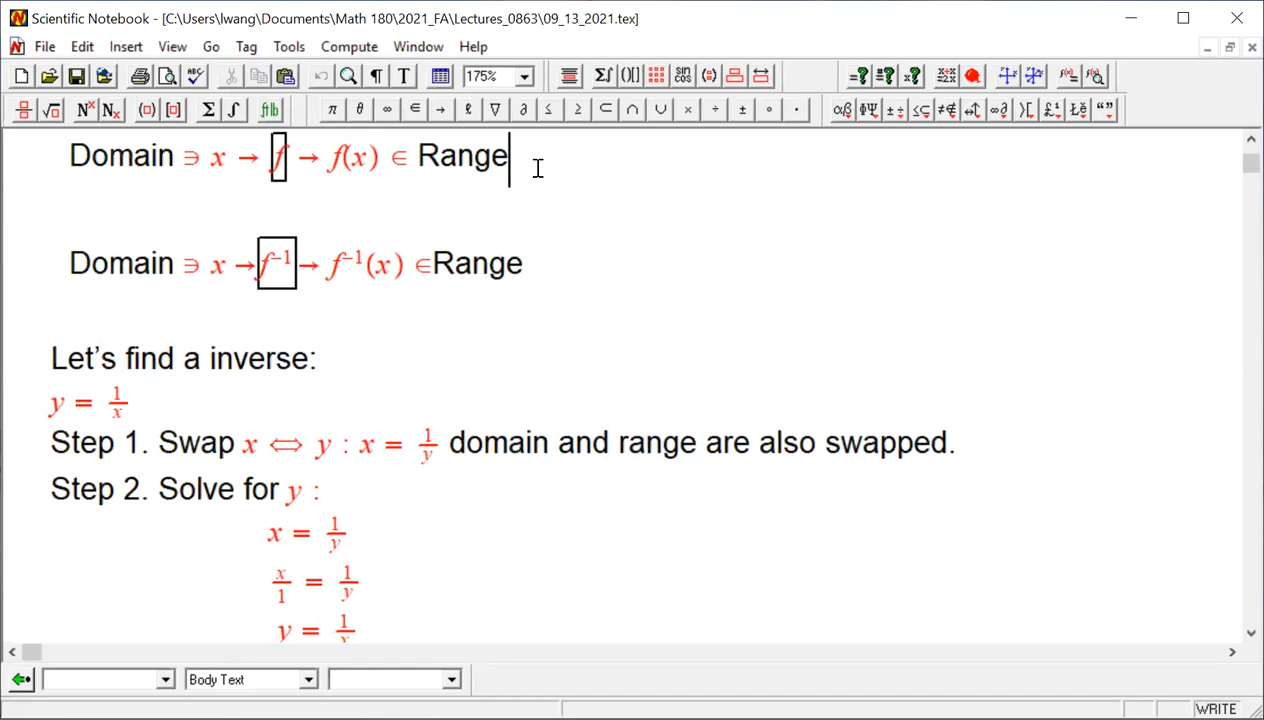 Scientific Notebook - [C:\Users\lwang\Documents\Math 180\2021_FA\Lectures_0863\09_13_2021.tex]
File Edit Insert View Go Tag Tools Compute Window Help
175%
Domain ∋ x → f → f(x) ∈ Range
Domain ∋ x → f⁻¹ → f⁻¹(x) ∈Range
Let's find a inverse:
y = 1/x
Step 1. Swap x ⟺ y : x = 1/y domain and range are also swapped.
Step 2. Solve for y :
x = 1/y
x/1 = 1/y
y = 1/x
Body Text
WRITE